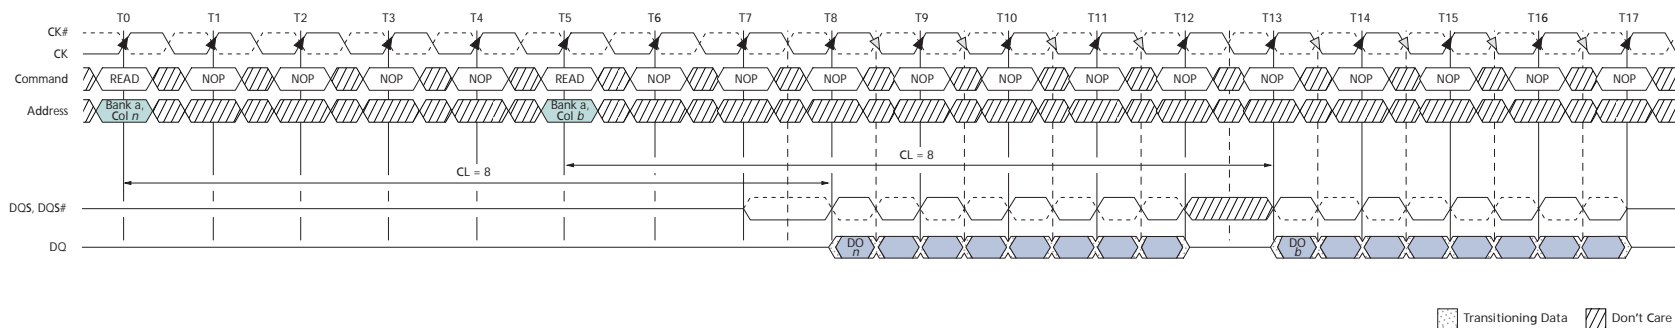 T0 T1 T2 T3 T4 T5 T6 T7 T8 T9 T10 T11 T12 T13 T14 T15 T16 T17
CK#
CK
Command READ NOP NOP NOP NOP READ NOP NOP NOP NOP NOP NOP NOP NOP NOP NOP NOP NOP
Address Bank a, Col n Bank a, Col b
CL = 8
CL = 8
DQS, DQS#
DQ DO n DO b
Transitioning Data Don't Care